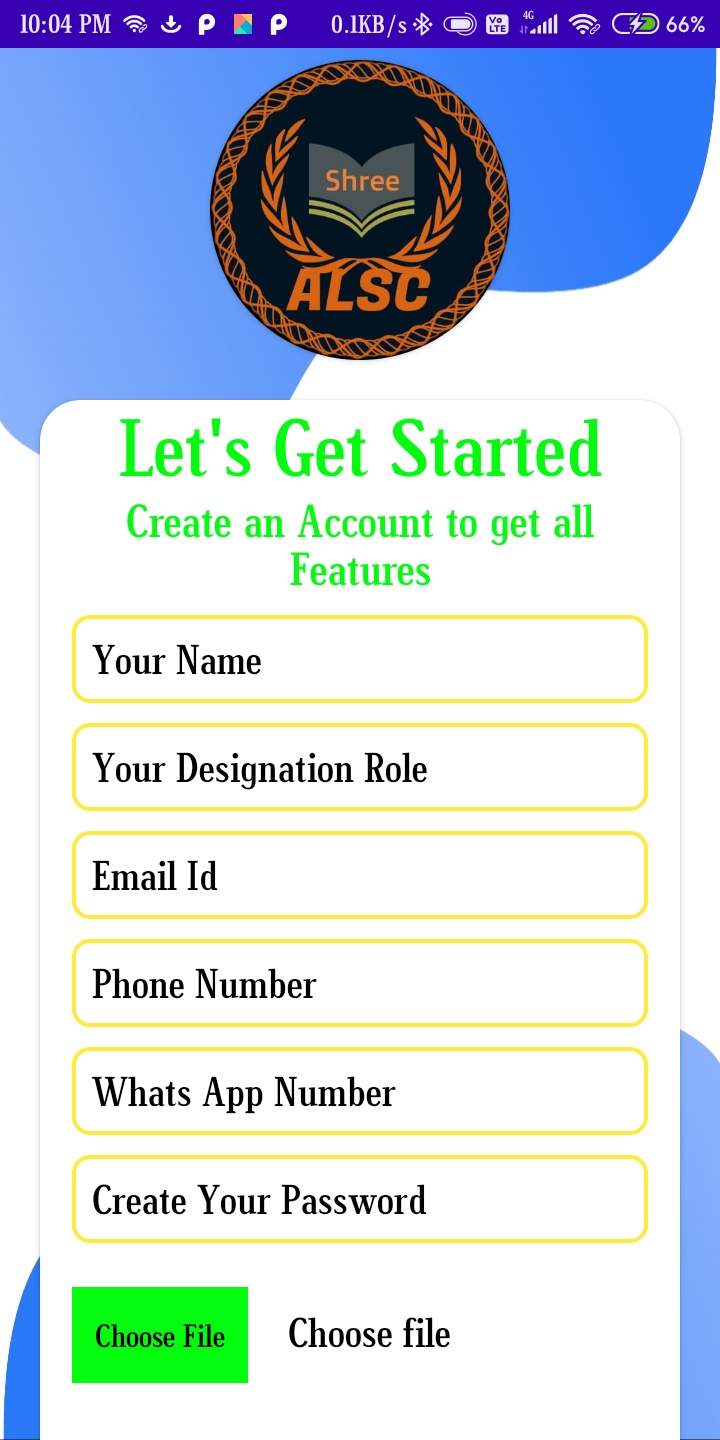 10:04 PM 0.1KB/s Vo LTE 4G 66%
Shree
ALSC
Let's Get Started
Create an Account to get all
Features
Your Name
Your Designation Role
Email Id
Phone Number
Whats App Number
Create Your Password
Choose File Choose file